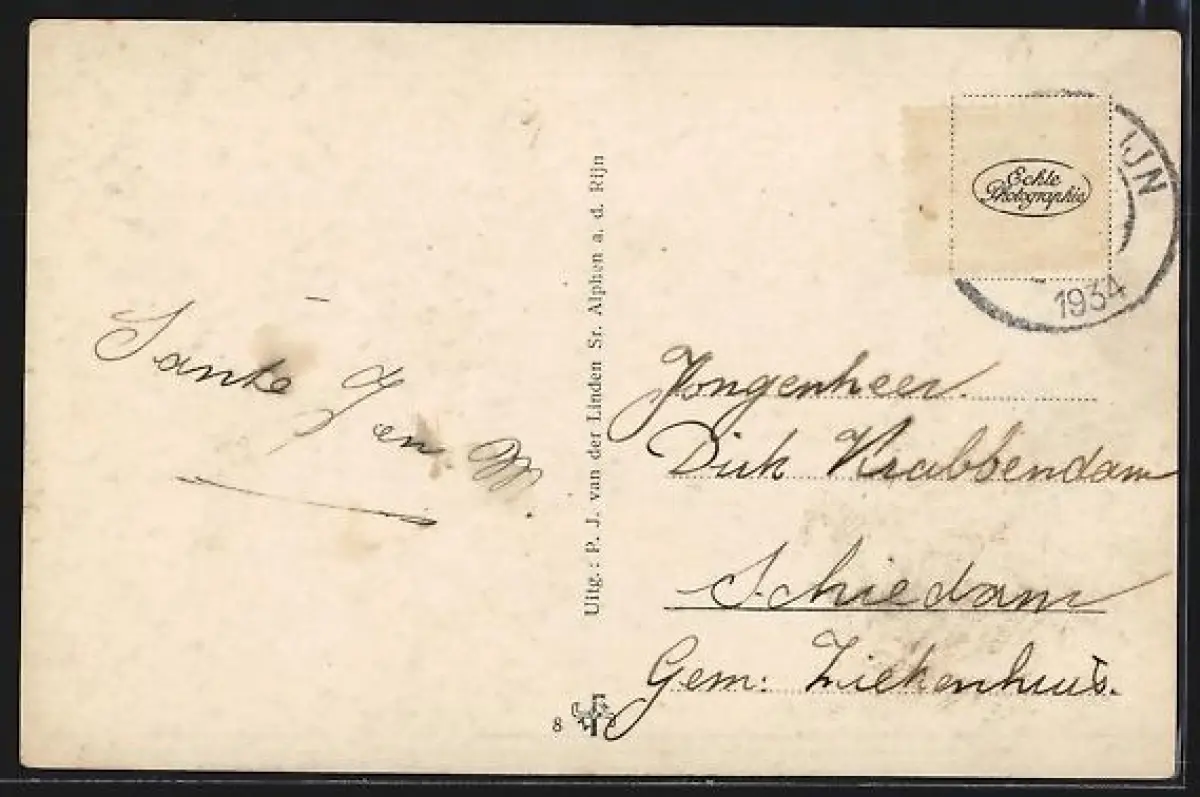 Tante J en M.
Uitg.: P. J. van der Linden Sr. Alphen a. d. Rijn
8
Echte
Photographie
IJN
1934
Jongenheer.
Dirk Krabbendam
Schiedam
Gem: Ziekenhuis.